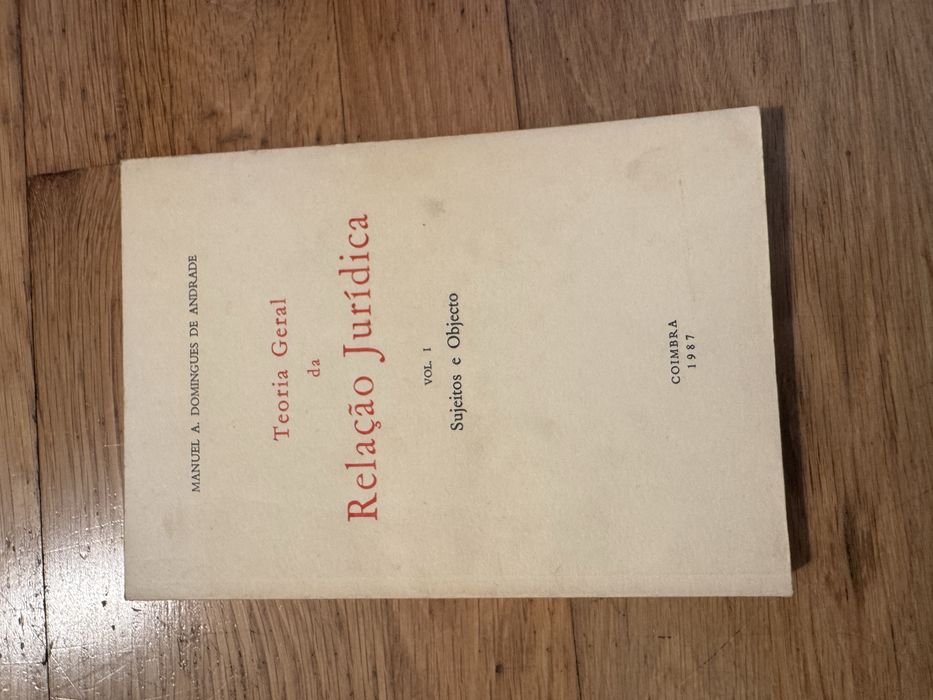 MANUEL A. DOMINGUES DE ANDRADE
Teoria Geral
da
Relação Jurídica
VOL. I
Sujeitos e Objecto
COIMBRA
1987